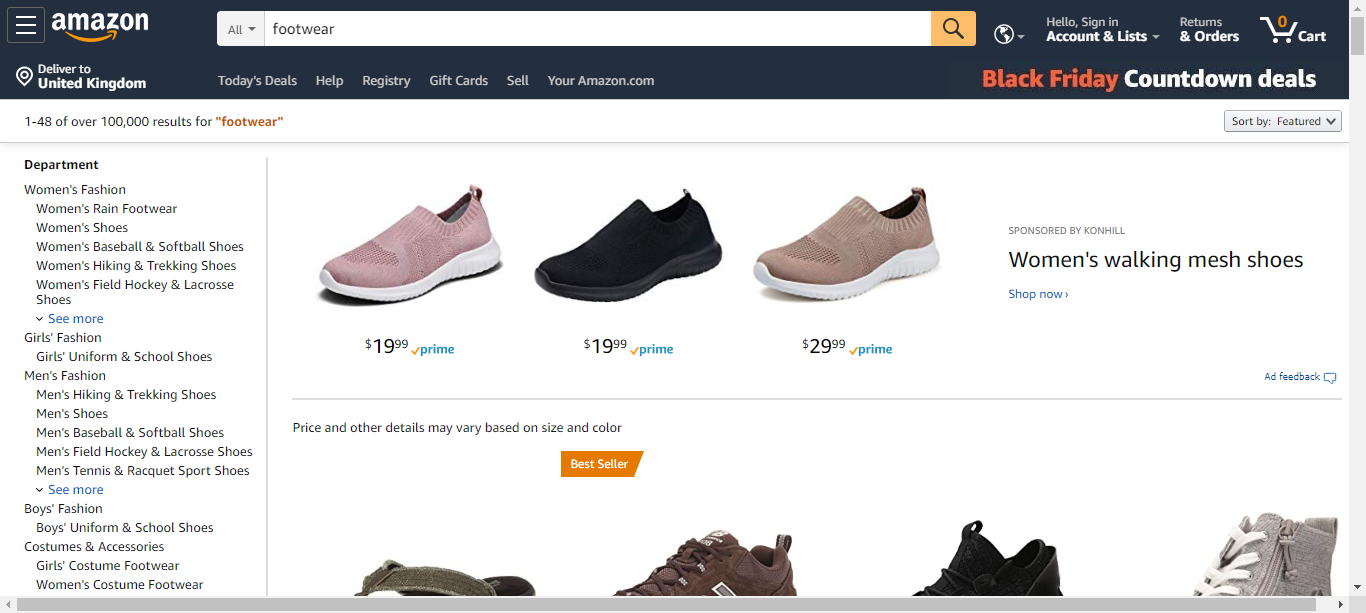 amazon
All
footwear
Hello, Sign in
Account & Lists
Returns
& Orders
0
Cart
Deliver to
United Kingdom
Today's Deals
Help
Registry
Gift Cards
Sell
Your Amazon.com
Black Friday Countdown deals
1-48 of over 100,000 results for "footwear"
Sort by: Featured
Department
Women's Fashion
Women's Rain Footwear
Women's Shoes
Women's Baseball & Softball Shoes
Women's Hiking & Trekking Shoes
Women's Field Hockey & Lacrosse
Shoes
See more
Girls' Fashion
Girls' Uniform & School Shoes
Men's Fashion
Men's Hiking & Trekking Shoes
Men's Shoes
Men's Baseball & Softball Shoes
Men's Field Hockey & Lacrosse Shoes
Men's Tennis & Racquet Sport Shoes
See more
Boys' Fashion
Boys' Uniform & School Shoes
Costumes & Accessories
Girls' Costume Footwear
Women's Costume Footwear
$1999 prime
$1999 prime
$2999 prime
SPONSORED BY KONHILL
Women's walking mesh shoes
Shop now ›
Ad feedback
Price and other details may vary based on size and color
Best Seller